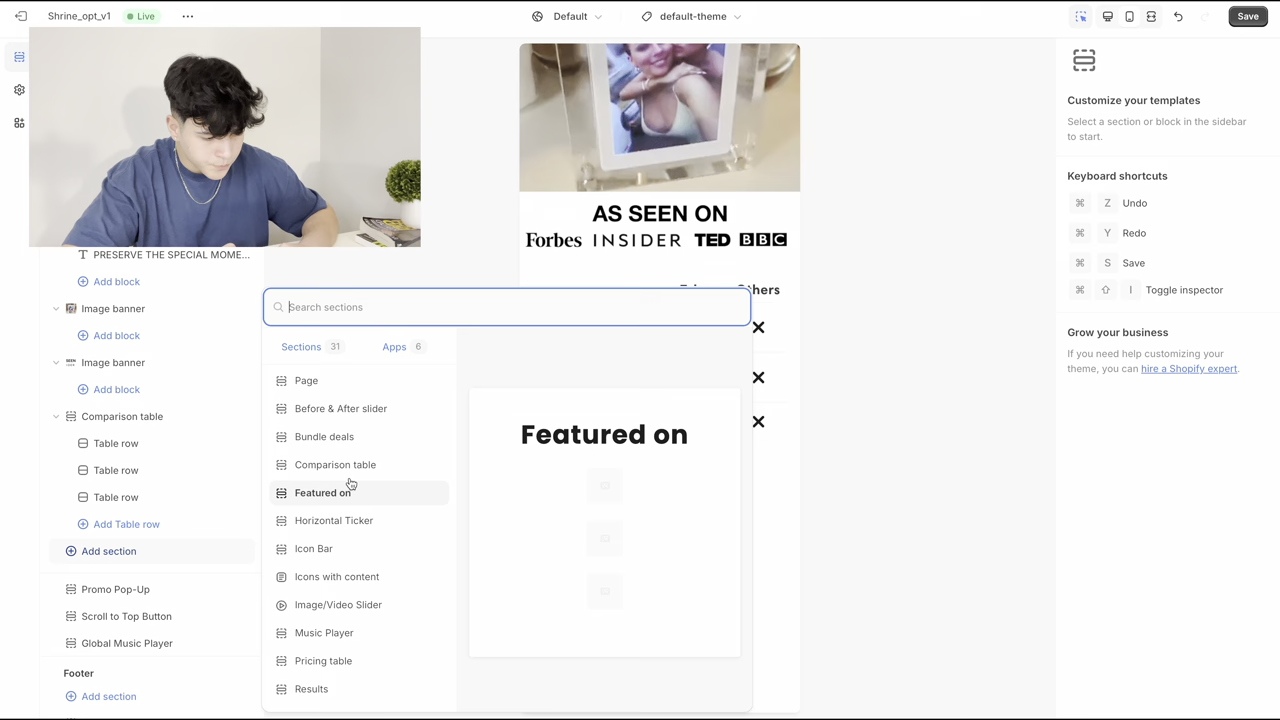 Shrine_opt_v1
Live
Default
default-theme
Save
PRESERVE THE SPECIAL MOME...
Add block
Image banner
Add block
Image banner
Add block
Comparison table
Table row
Table row
Table row
Add Table row
Add section
Promo Pop-Up
Scroll to Top Button
Global Music Player
Footer
Add section
Search sections
Sections 31
Apps 6
Page
Before & After slider
Bundle deals
Comparison table
Featured on
Horizontal Ticker
Icon Bar
Icons with content
Image/Video Slider
Music Player
Pricing table
Results
Featured on
AS SEEN ON
Forbes INSIDER TED BBC
Customize your templates
Select a section or block in the sidebar
to start.
Keyboard shortcuts
⌘ Z Undo
⌘ Y Redo
⌘ S Save
⌘ ⇧ I Toggle inspector
Grow your business
If you need help customizing your
theme, you can hire a Shopify expert.